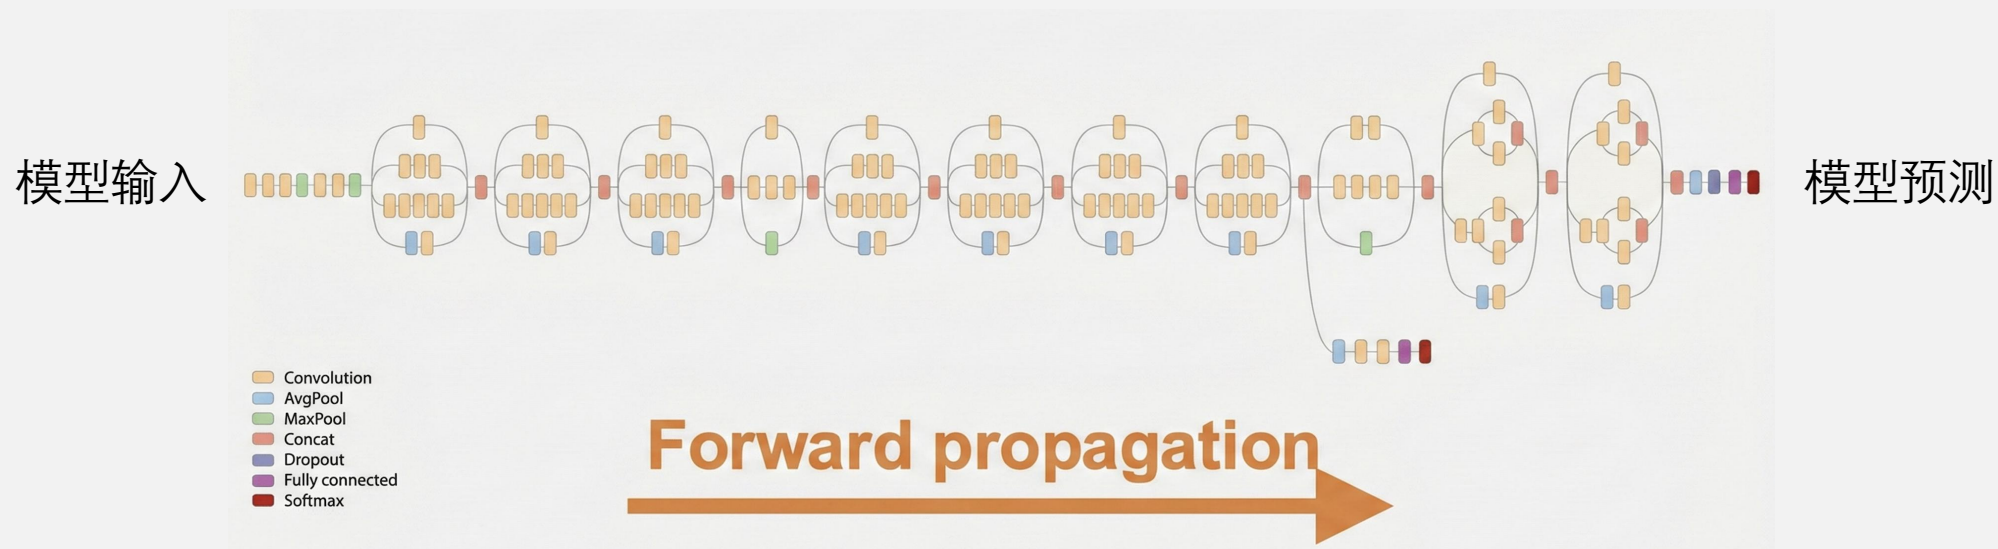 模型输入
模型预测
Convolution
AvgPool
MaxPool
Concat
Dropout
Fully connected
Softmax
Forward propagation